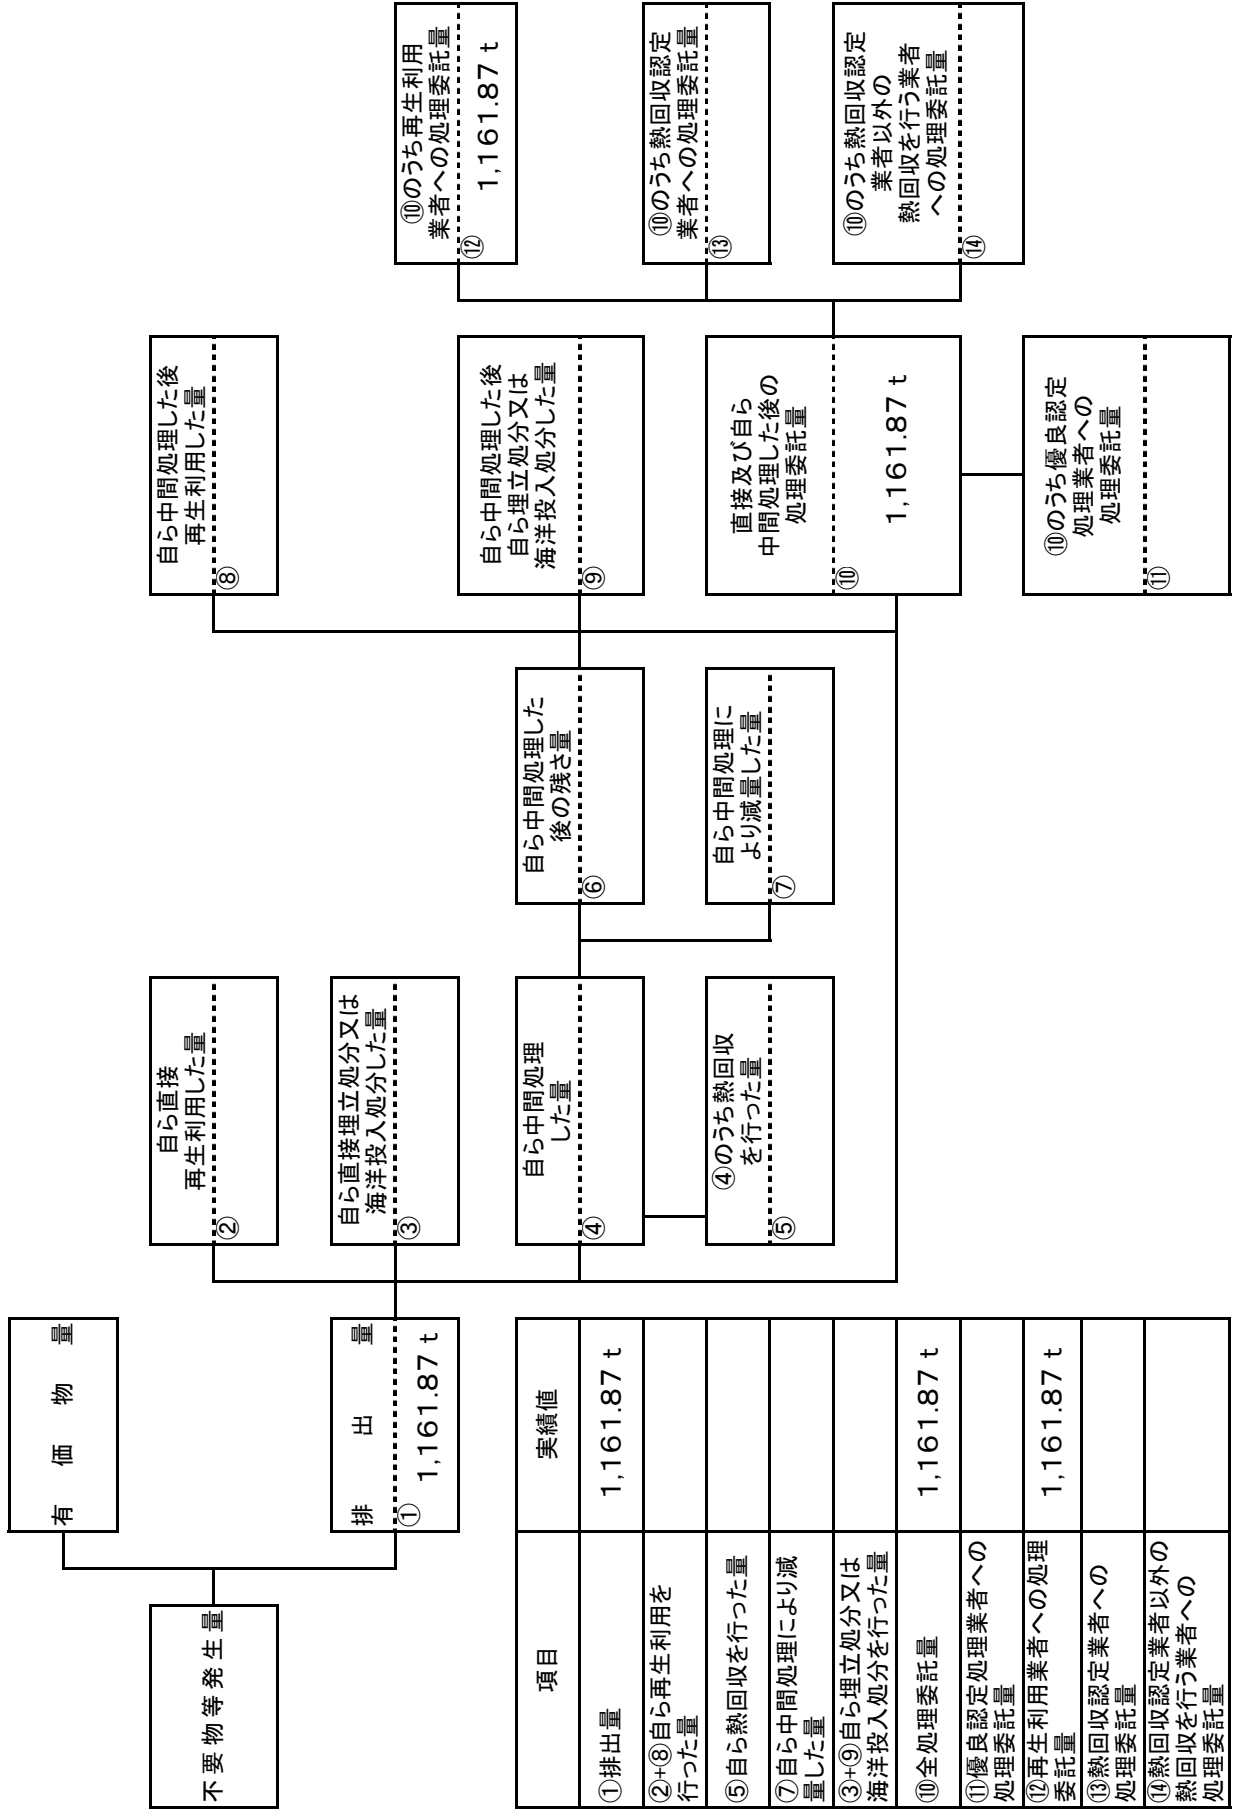 不要物等発生量
有価物量
排出量
①
1,161.87 t
自ら直接
再生利用した量
②
自ら直接埋立処分又は
海洋投入処分した量
③
自ら中間処理
した量
④
④のうち熱回収
を行った量
⑤
自ら中間処理した
後の残さ量
⑥
自ら中間処理に
より減量した量
⑦
自ら中間処理した後
再生利用した量
⑧
自ら中間処理した後
自ら埋立処分又は
海洋投入処分した量
⑨
直接及び自ら
中間処理した後の
処理委託量
⑩
1,161.87 t
⑩のうち優良認定
処理業者への
処理委託量
⑪
⑩のうち再生利用
業者への処理委託量
⑫
1,161.87 t
⑩のうち熱回収認定
業者への処理委託量
⑬
⑩のうち熱回収認定
業者以外の
熱回収を行う業者
への処理委託量
⑭
項目 実績値
①排出量 1,161.87 t
②+⑧自ら再生利用を
行った量
⑤自ら熱回収を行った量
⑦自ら中間処理により減
量した量
③+⑨自ら埋立処分又は
海洋投入処分を行った量
⑩全処理委託量 1,161.87 t
⑪優良認定処理業者への
処理委託量
⑫再生利用業者への処理
委託量 1,161.87 t
⑬熱回収認定業者への
処理委託量
⑭熱回収認定業者以外の
熱回収を行う業者への
処理委託量